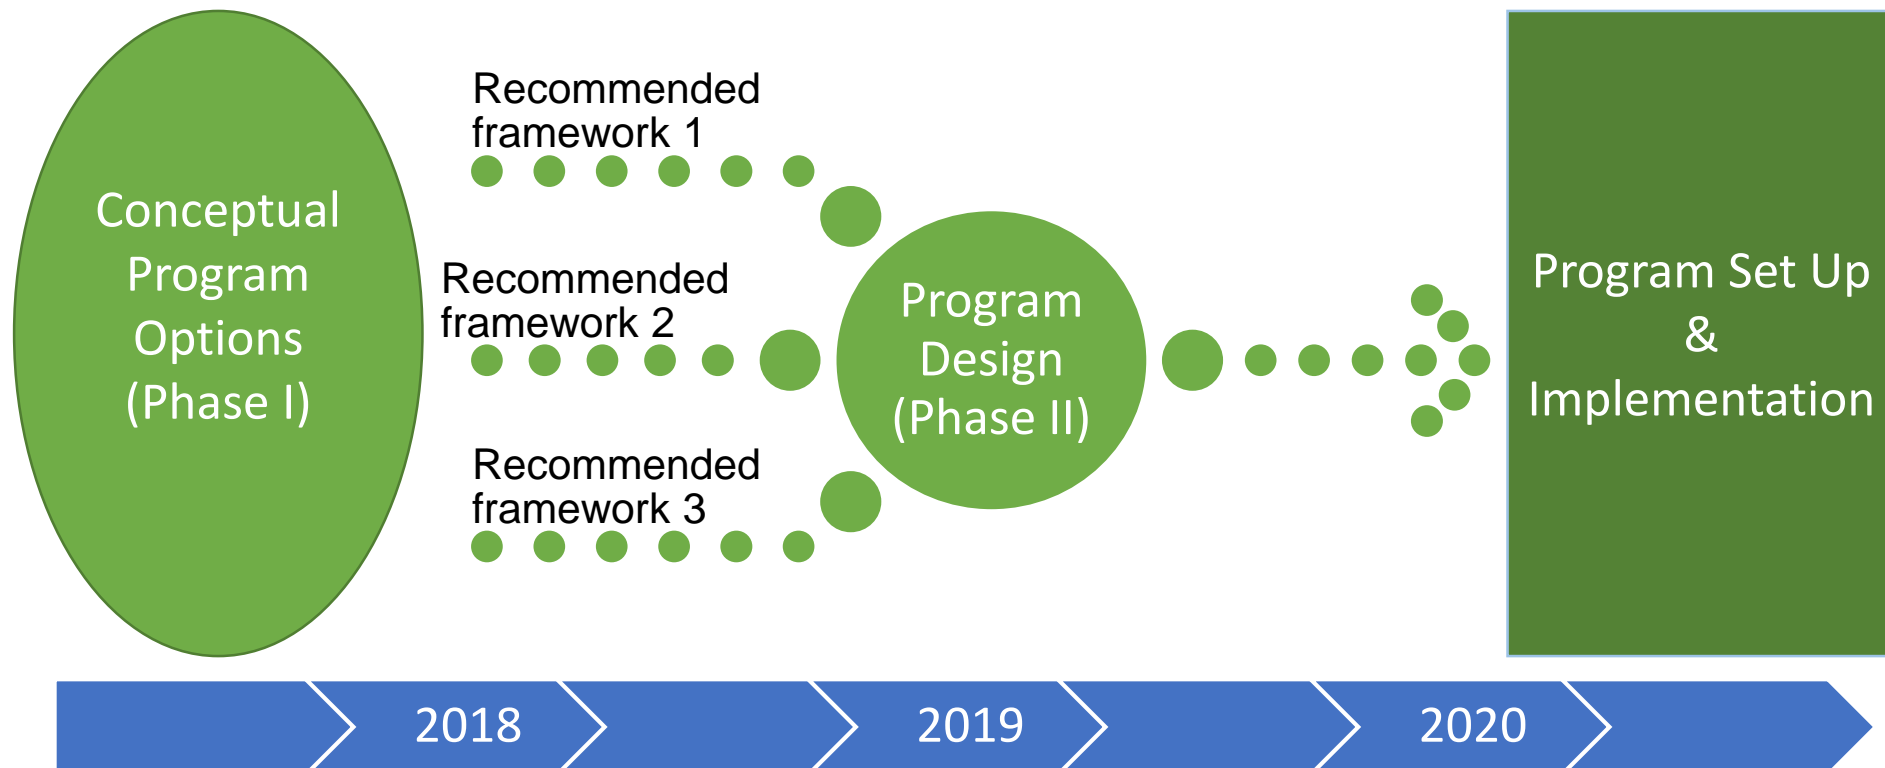 Conceptual
Program
Options
(Phase I)
Recommended
framework 1
Recommended
framework 2
Recommended
framework 3
Program
Design
(Phase II)
Program Set Up
&
Implementation
2018
2019
2020